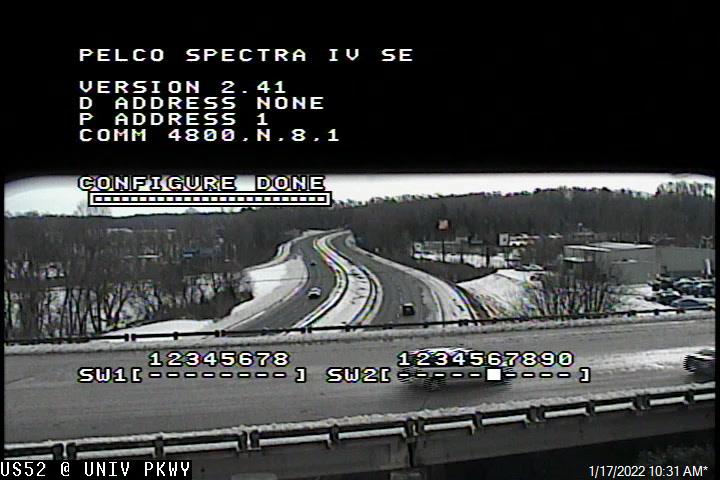 PELCO SPECTRA IV SE
VERSION 2.41
D ADDRESS NONE
P ADDRESS 1
COMM 4800,N,8,1
CONFIGURE DONE
12345678 1234567890
SW1[--------] SW2[------■----]
US52 @ UNIV PKWY
1/17/2022 10:31 AM*